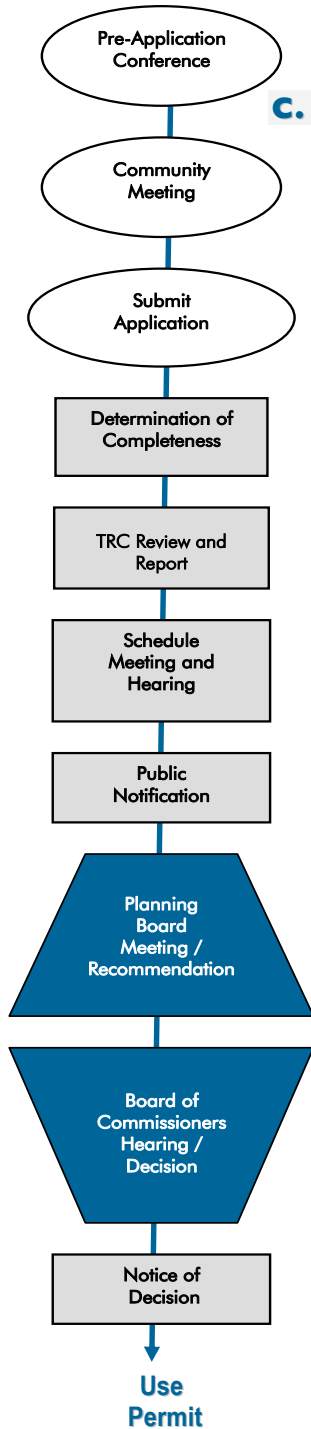 Pre-Application
Conference
c.
Community
Meeting
Submit
Application
Determination of
Completeness
TRC Review and
Report
Schedule
Meeting and
Hearing
Public
Notification
Planning
Board
Meeting /
Recommendation
Board of
Commissioners
Hearing /
Decision
Notice of
Decision
Use
Permit